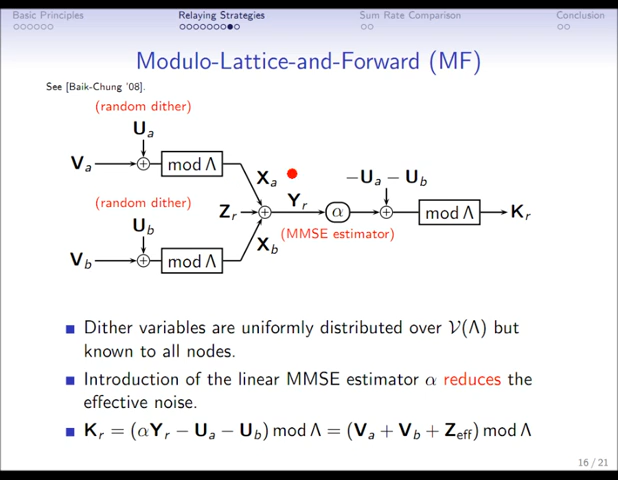 Basic Principles Relaying Strategies Sum Rate Comparison Conclusion
Modulo-Lattice-and-Forward (MF)
See [Baik-Chung '08].
(random dither)
U_a
V_a mod Λ
X_a −U_a − U_b
(random dither) Z_r Y_r α mod Λ K_r
U_b (MMSE estimator)
X_b
V_b mod Λ
Dither variables are uniformly distributed over 𝒱(Λ) but
known to all nodes.
Introduction of the linear MMSE estimator α reduces the
effective noise.
K_r = (αY_r − U_a − U_b) mod Λ = (V_a + V_b + Z_eff) mod Λ
16 / 21